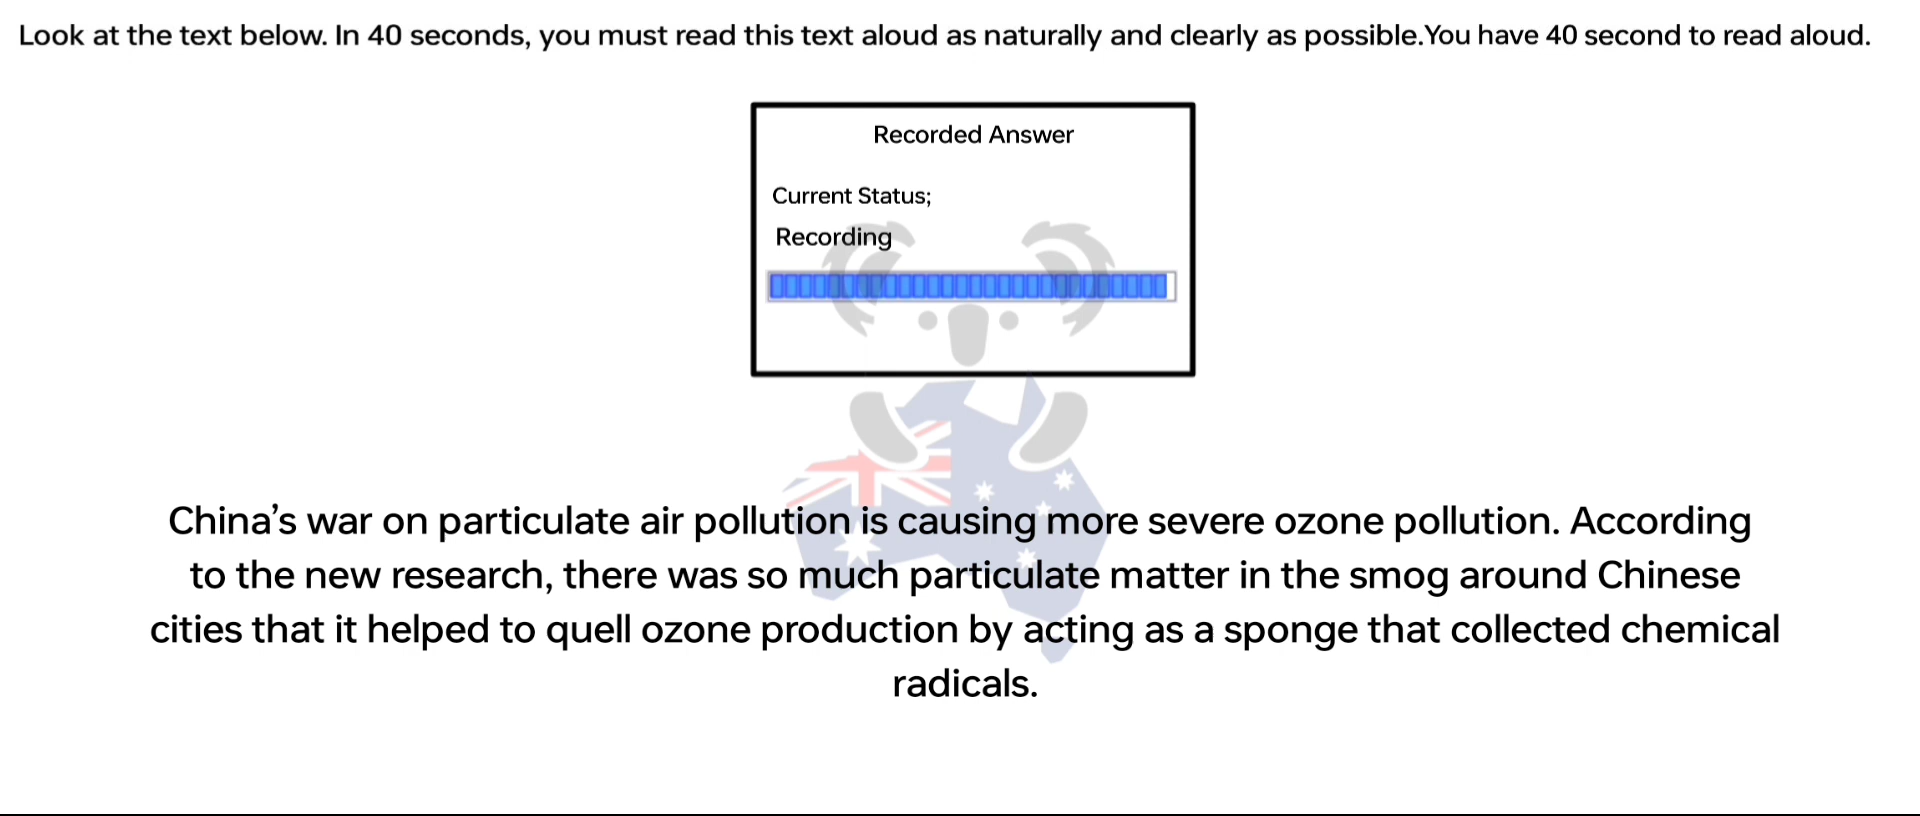 Look at the text below. In 40 seconds, you must read this text aloud as naturally and clearly as possible.You have 40 second to read aloud.
Recorded Answer
Current Status;
Recording
China’s war on particulate air pollution is causing more severe ozone pollution. According
to the new research, there was so much particulate matter in the smog around Chinese
cities that it helped to quell ozone production by acting as a sponge that collected chemical
radicals.